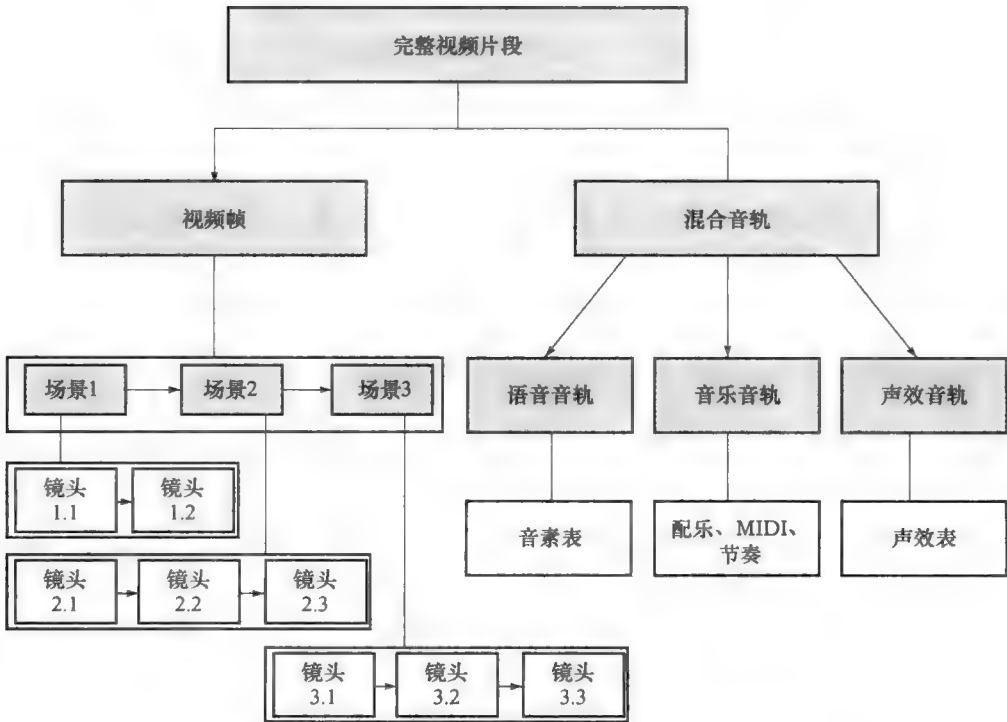 完整视频片段
视频帧
混合音轨
场景1
场景2
场景3
语音音轨
音乐音轨
声效音轨
镜头
1.1
镜头
1.2
音素表
配乐、MIDI、
节奏
声效表
镜头
2.1
镜头
2.2
镜头
2.3
镜头
3.1
镜头
3.2
镜头
3.3